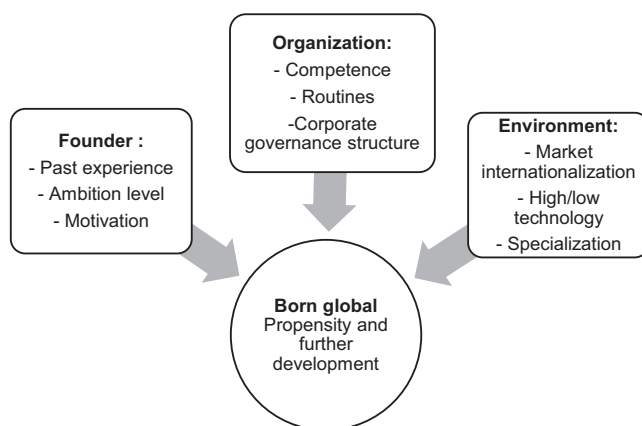 Organization:
- Competence
- Routines
-Corporate
governance structure
Founder :
- Past experience
- Ambition level
- Motivation
Environment:
- Market
internationalization
- High/low
technology
- Specialization
Born global
Propensity and
further
development